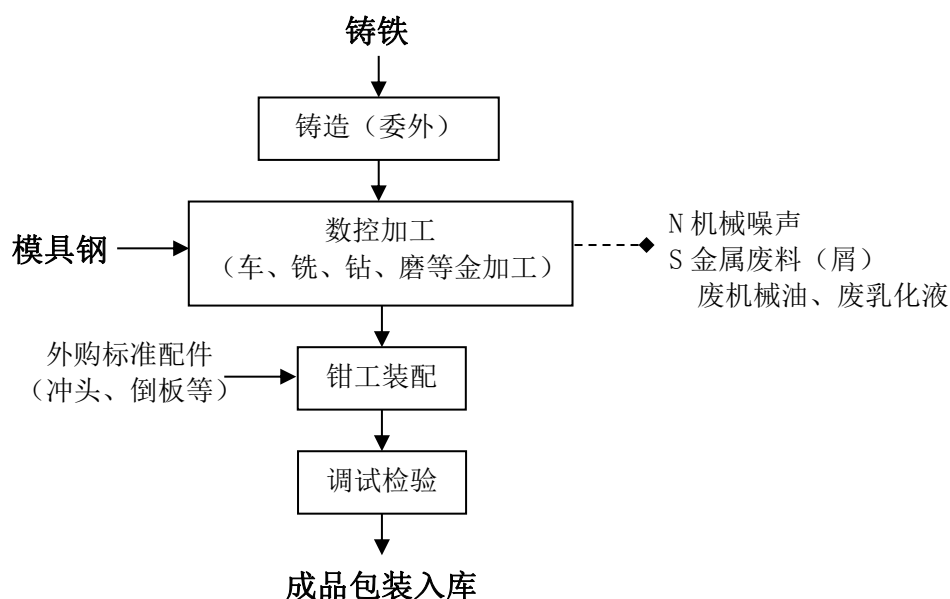 铸铁
铸造（委外）
模具钢
数控加工
（车、铣、钻、磨等金加工）
N 机械噪声
S 金属废料（屑）
废机械油、废乳化液
外购标准配件
（冲头、倒板等）
钳工装配
调试检验
成品包装入库